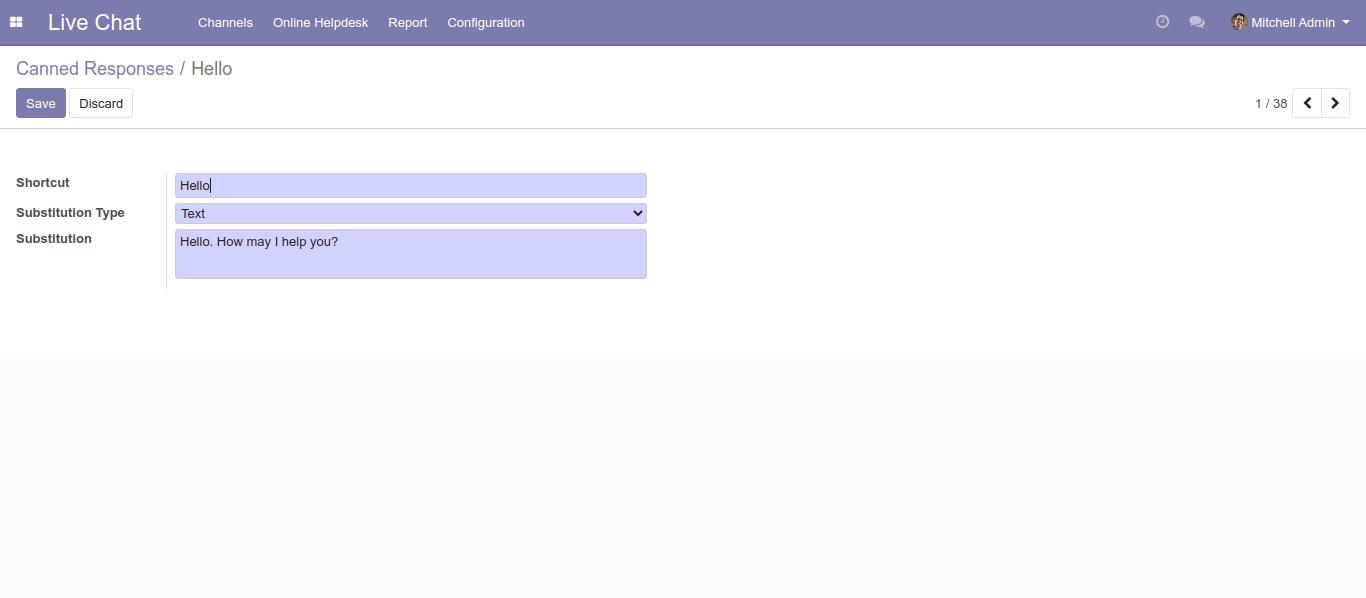 Live Chat Channels Online Helpdesk Report Configuration Mitchell Admin
Canned Responses / Hello
Save Discard 1 / 38
Shortcut Hello
Substitution Type Text
Substitution Hello. How may I help you?